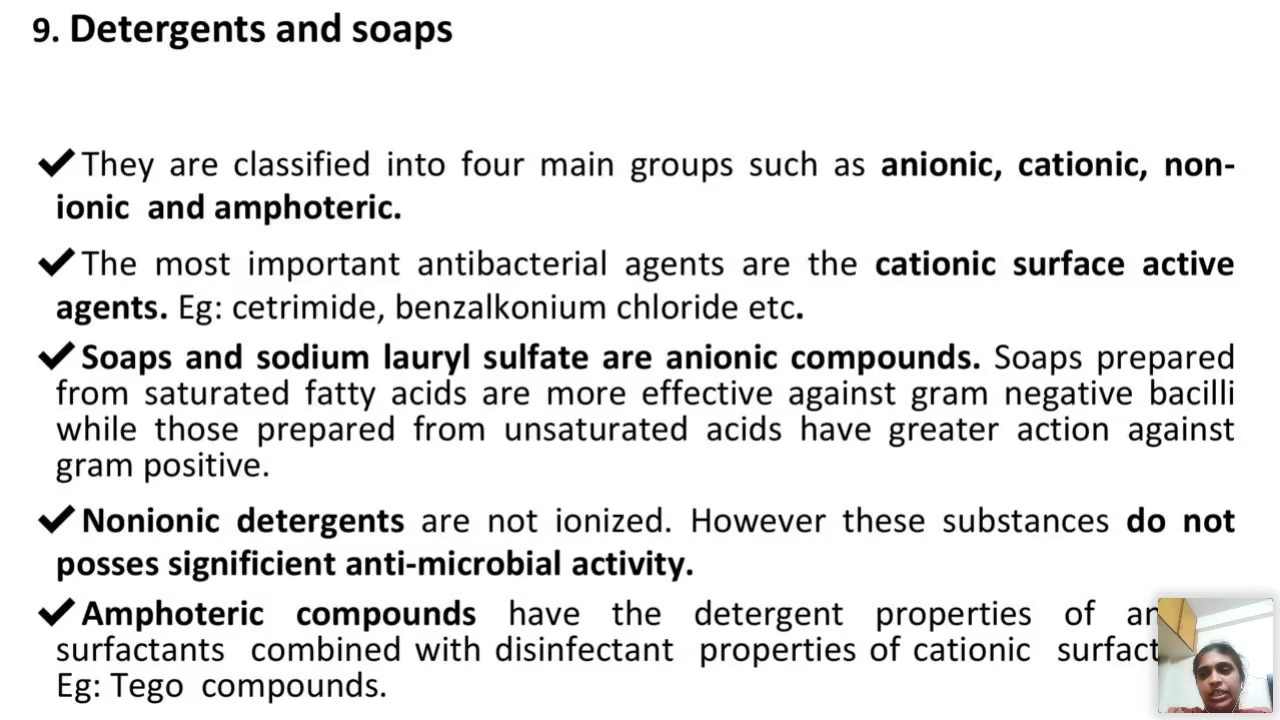 9. Detergents and soaps
✔They are classified into four main groups such as anionic, cationic, non-
ionic and amphoteric.
✔The most important antibacterial agents are the cationic surface active
agents. Eg: cetrimide, benzalkonium chloride etc.
✔Soaps and sodium lauryl sulfate are anionic compounds. Soaps prepared
from saturated fatty acids are more effective against gram negative bacilli
while those prepared from unsaturated acids have greater action against
gram positive.
✔Nonionic detergents are not ionized. However these substances do not
posses significient anti-microbial activity.
✔Amphoteric compounds have the detergent properties of
surfactants combined with disinfectant properties of cationic
Eg: Tego compounds.